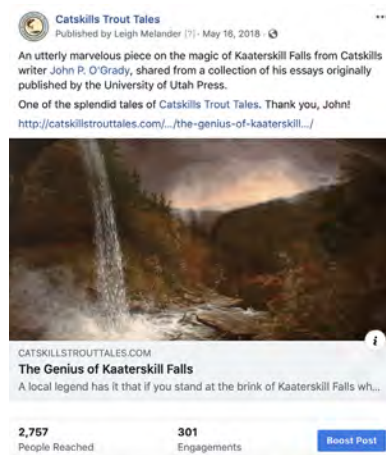 Catskills Trout Tales
Published by Leigh Melander [?] · May 16, 2018 ·
An utterly marvelous piece on the magic of Kaaterskill Falls from Catskills
writer John P. O'Grady, shared from a collection of his essays originally
published by the University of Utah Press.
One of the splendid tales of Catskills Trout Tales. Thank you, John!
http://catskillstrouttales.com/.../the-genius-of-kaaterskill.../
CATSKILLSTROUTTALES.COM
The Genius of Kaaterskill Falls
A local legend has it that if you stand at the brink of Kaaterskill Falls wh...
2,757
People Reached
301
Engagements
Boost Post